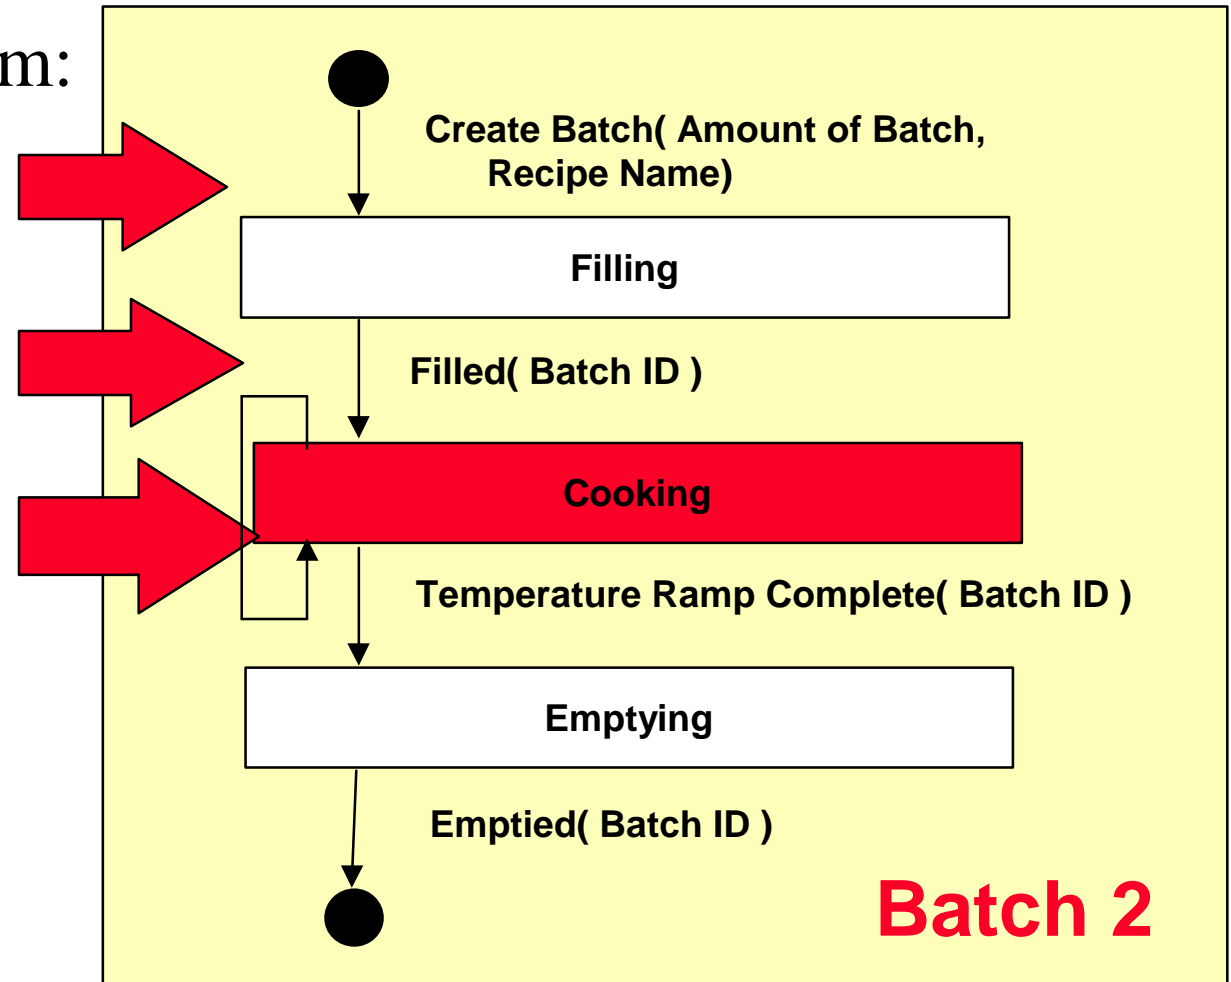 m:
Create Batch( Amount of Batch,
Recipe Name)
Filling
Filled( Batch ID )
Cooking
Temperature Ramp Complete( Batch ID )
Emptying
Emptied( Batch ID )
Batch 2